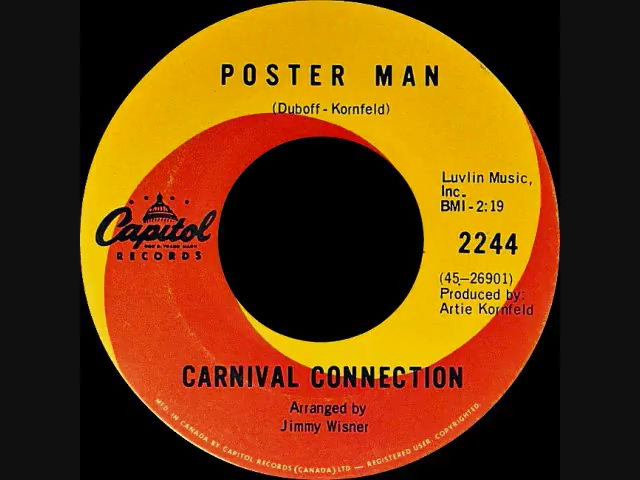 POSTER MAN
(Duboff - Kornfeld)
Luvlin Music,
Inc.
BMI - 2:19
2244
(45-26901)
Produced by:
Artie Kornfeld
Capitol
RECORDS
CARNIVAL CONNECTION
Arranged by
Jimmy Wisner
MFD. IN CANADA BY CAPITOL RECORDS (CANADA) LTD — REGISTERED USER. COPYRIGHTED.